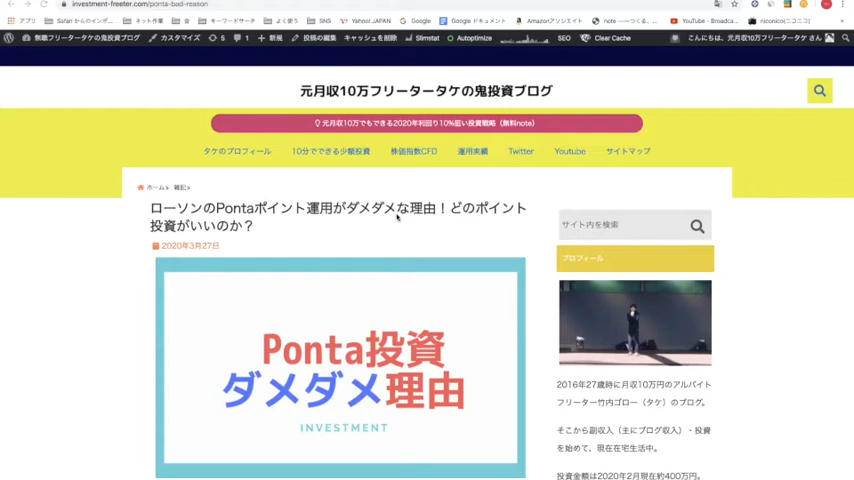 investment-freeter.com/ponta-bad-reason
アプリ Safari からのインポ... ネット作業 会 キーワードサーチ よく使う SNS Yahoo! JAPAN Google Google ドキュメント Amazonアソシエイト note ——つくる、... YouTube - Broadca... niconico(ニコニコ)
無職フリータータケの鬼投資ブログ カスタマイズ 5 1 新規 投稿の編集 キャッシュを削除 Slimstat Autoptimize SEO Clear Cache こんにちは、元月収10万フリータータケ さん
元月収10万フリータータケの鬼投資ブログ
元月収10万でもできる2020年利回り10%狙い投資戦略（無料note）
タケのプロフィール 10分でできる少額投資 株価指数CFD 運用実績 Twitter Youtube サイトマップ
ホーム> 雑記>
ローソンのPontaポイント運用がダメダメな理由！どのポイント
投資がいいのか？
2020年3月27日
Ponta投資
ダメダメ理由
INVESTMENT
サイト内を検索
プロフィール
2016年27歳時に月収10万円のアルバイト
フリーター竹内ゴロー（タケ）のブログ。
そこから副収入（主にブログ収入）・投資
を始めて、現在在宅生活中。
投資金額は2020年2月現在約400万円。